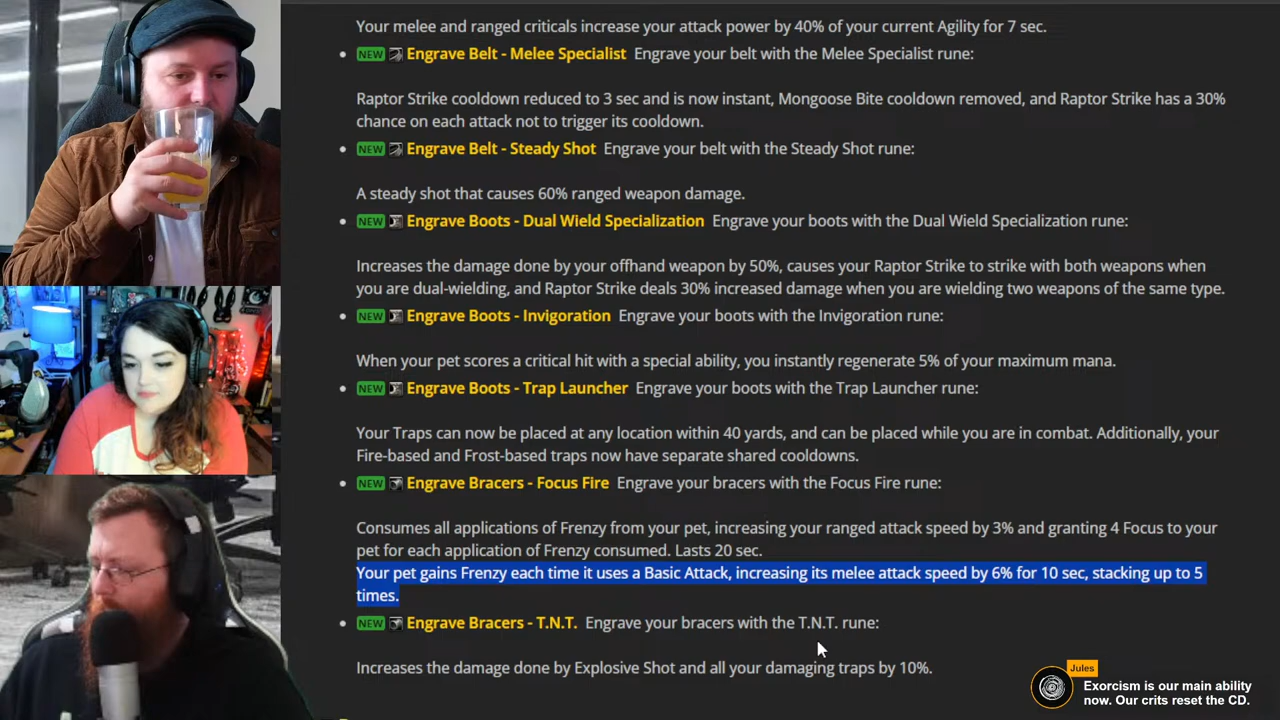 Your melee and ranged criticals increase your attack power by 40% of your current Agility for 7 sec.
NEW Engrave Belt - Melee Specialist Engrave your belt with the Melee Specialist rune:
Raptor Strike cooldown reduced to 3 sec and is now instant, Mongoose Bite cooldown removed, and Raptor Strike has a 30%
chance on each attack not to trigger its cooldown.
NEW Engrave Belt - Steady Shot Engrave your belt with the Steady Shot rune:
A steady shot that causes 60% ranged weapon damage.
NEW Engrave Boots - Dual Wield Specialization Engrave your boots with the Dual Wield Specialization rune:
Increases the damage done by your offhand weapon by 50%, causes your Raptor Strike to strike with both weapons when
you are dual-wielding, and Raptor Strike deals 30% increased damage when you are wielding two weapons of the same type.
NEW Engrave Boots - Invigoration Engrave your boots with the Invigoration rune:
When your pet scores a critical hit with a special ability, you instantly regenerate 5% of your maximum mana.
NEW Engrave Boots - Trap Launcher Engrave your boots with the Trap Launcher rune:
Your Traps can now be placed at any location within 40 yards, and can be placed while you are in combat. Additionally, your
Fire-based and Frost-based traps now have separate shared cooldowns.
NEW Engrave Bracers - Focus Fire Engrave your bracers with the Focus Fire rune:
Consumes all applications of Frenzy from your pet, increasing your ranged attack speed by 3% and granting 4 Focus to your
pet for each application of Frenzy consumed. Lasts 20 sec.
Your pet gains Frenzy each time it uses a Basic Attack, increasing its melee attack speed by 6% for 10 sec, stacking up to 5
times.
NEW Engrave Bracers - T.N.T. Engrave your bracers with the T.N.T. rune:
Increases the damage done by Explosive Shot and all your damaging traps by 10%.
Jules
Exorcism is our main ability
now. Our crits reset the CD.